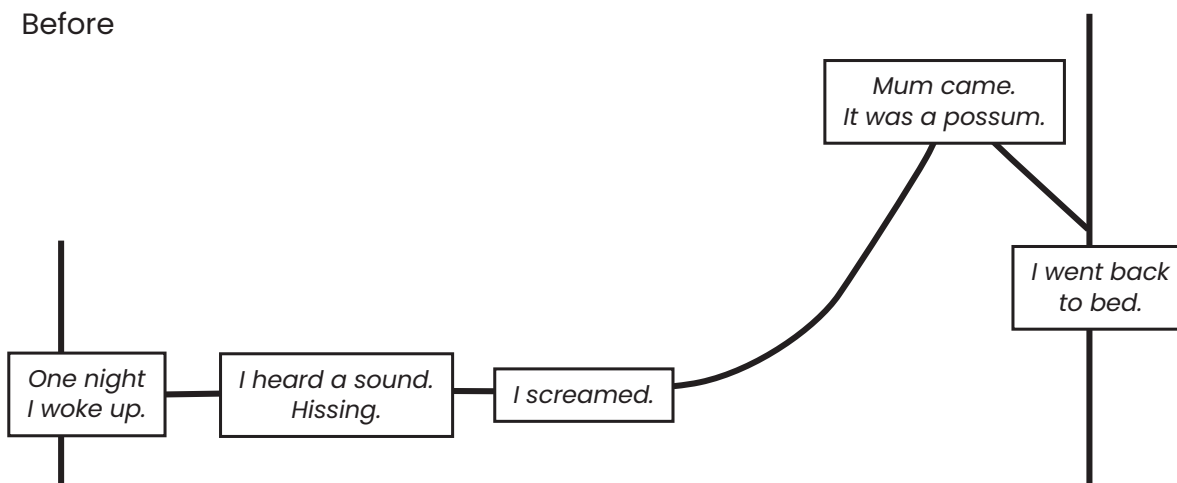 Before
One night
I woke up.
I heard a sound.
Hissing.
I screamed.
Mum came.
It was a possum.
I went back
to bed.